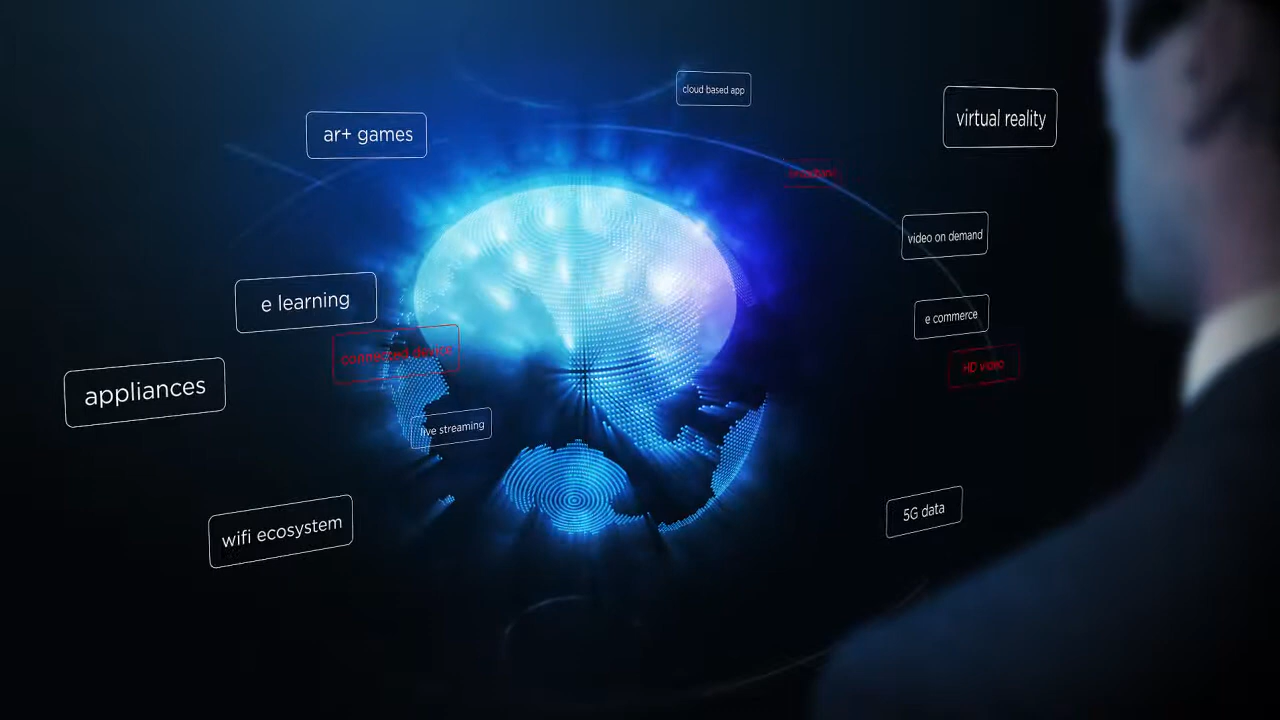 cloud based app
virtual reality
ar+ games
video on demand
e learning
e commerce
connected device
HD video
appliances
live streaming
5G data
wifi ecosystem